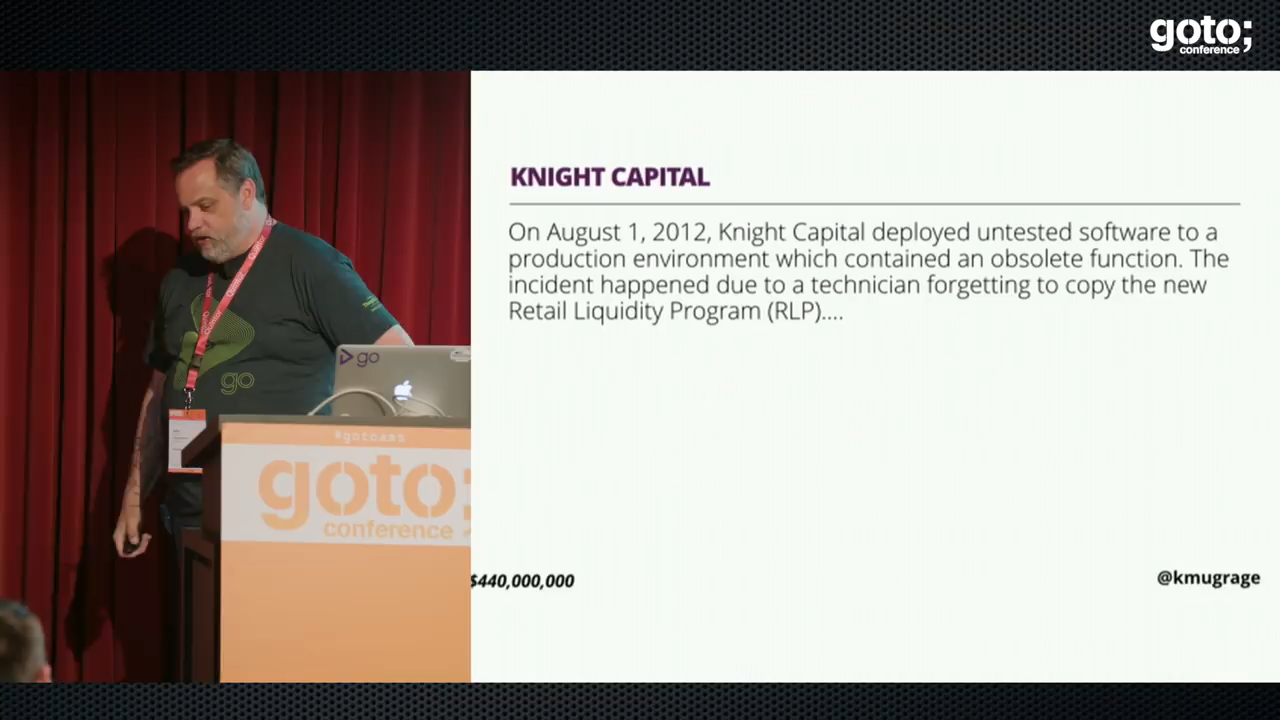 goto;
conference
KNIGHT CAPITAL
On August 1, 2012, Knight Capital deployed untested software to a
production environment which contained an obsolete function. The
incident happened due to a technician forgetting to copy the new
Retail Liquidity Program (RLP)....
go
go
#gotoams
goto;
conference
$440,000,000
@kmugrage